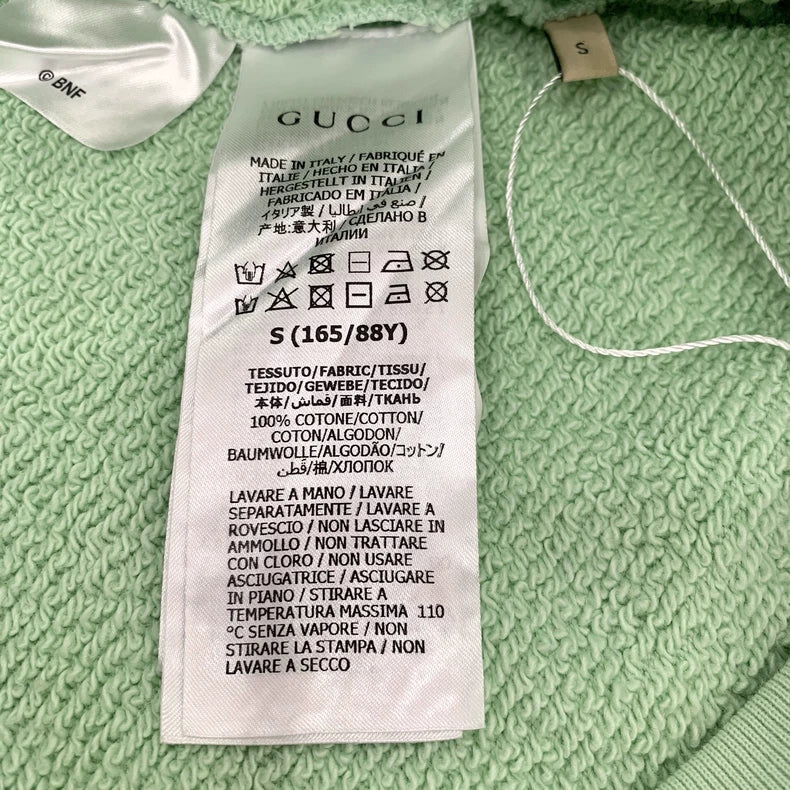 © BNF
S
GUCCI
MADE IN ITALY / FABRIQUÉ EN
ITALIE / HECHO EN ITALIA /
HERGESTELLT IN ITALIEN /
FABRICADO EM ITALIA /
イタリア製 / صنع في إيطاليا /
产地:意大利 / СДЕЛАНО В
ИТАЛИИ
S (165/88Y)
TESSUTO/FABRIC/TISSU/
TEJIDO/GEWEBE/TECIDO/
本体/قماش/面料/ТКАНЬ
100% COTONE/COTTON/
COTON/ALGODON/
BAUMWOLLE/ALGODÃO/コットン/
قطن/棉/ХЛОПОК
LAVARE A MANO / LAVARE
SEPARATAMENTE / LAVARE A
ROVESCIO / NON LASCIARE IN
AMMOLLO / NON TRATTARE
CON CLORO / NON USARE
ASCIUGATRICE / ASCIUGARE
IN PIANO / STIRARE A
TEMPERATURA MASSIMA 110
°C SENZA VAPORE / NON
STIRARE LA STAMPA / NON
LAVARE A SECCO